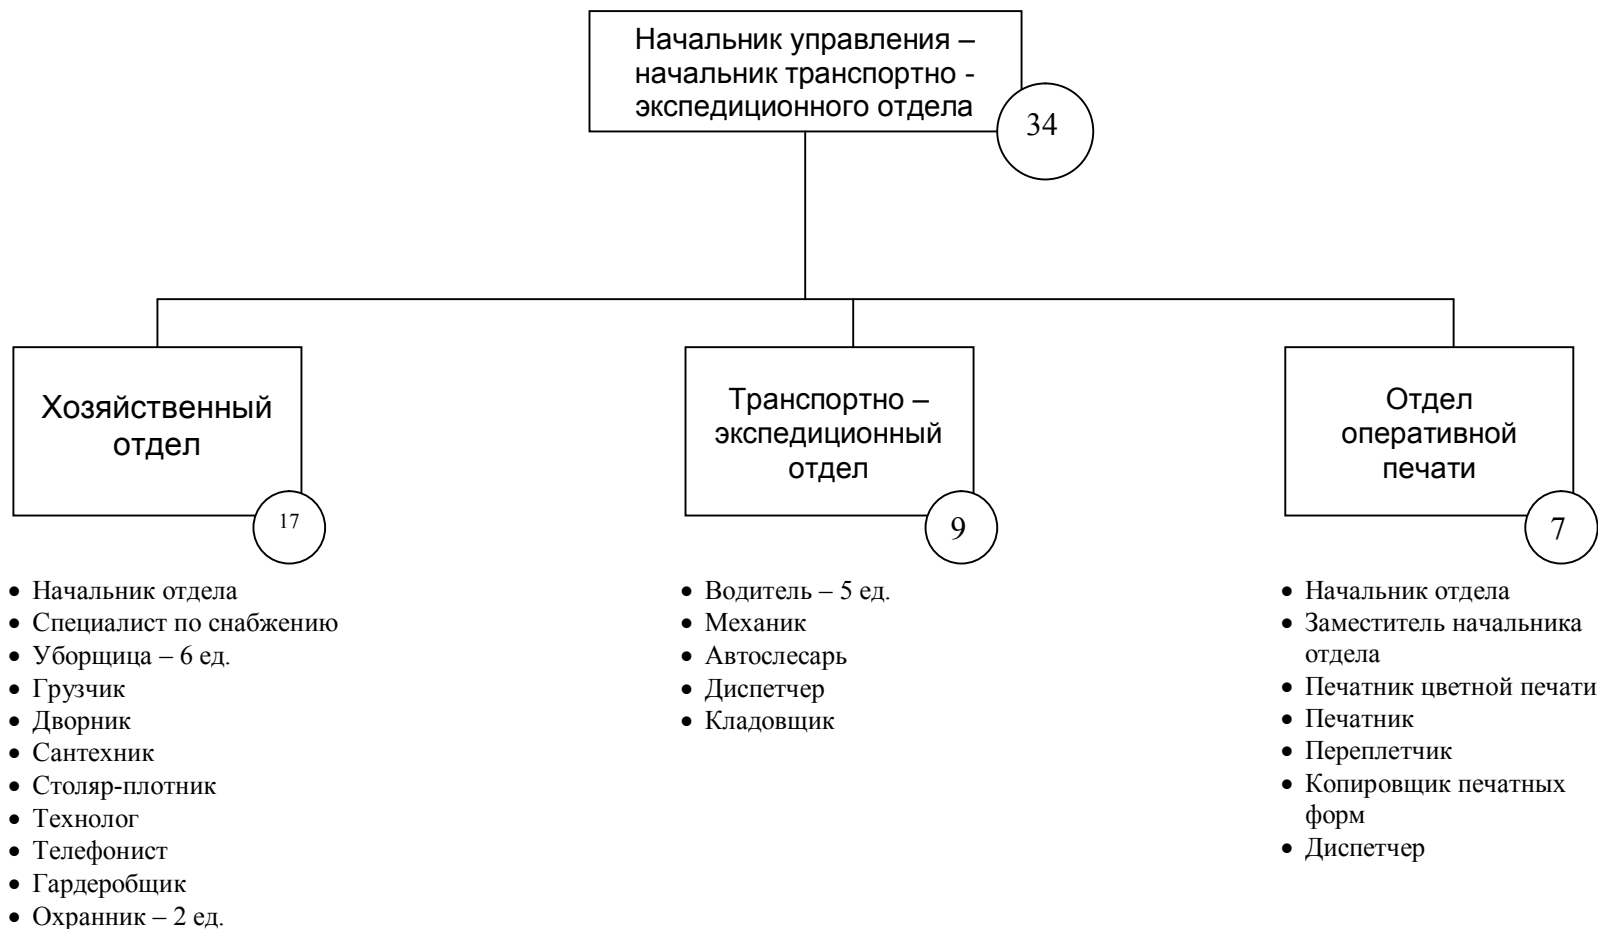 Начальник управления –
начальник транспортно -
экспедиционного отдела
34
Хозяйственный
отдел
17
• Начальник отдела
• Специалист по снабжению
• Уборщица – 6 ед.
• Грузчик
• Дворник
• Сантехник
• Столяр-плотник
• Технолог
• Телефонист
• Гардеробщик
• Охранник – 2 ед.
Транспортно –
экспедиционный
отдел
9
• Водитель – 5 ед.
• Механик
• Автослесарь
• Диспетчер
• Кладовщик
Отдел
оперативной
печати
7
• Начальник отдела
• Заместитель начальника
отдела
• Печатник цветной печати
• Печатник
• Переплетчик
• Копировщик печатных
форм
• Диспетчер